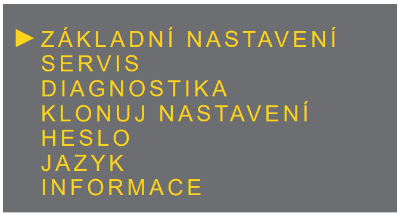 ZÁKLADNÍ NASTAVENÍ
SERVIS
DIAGNOSTIKA
KLONUJ NASTAVENÍ
HESLO
JAZYK
INFORMACE